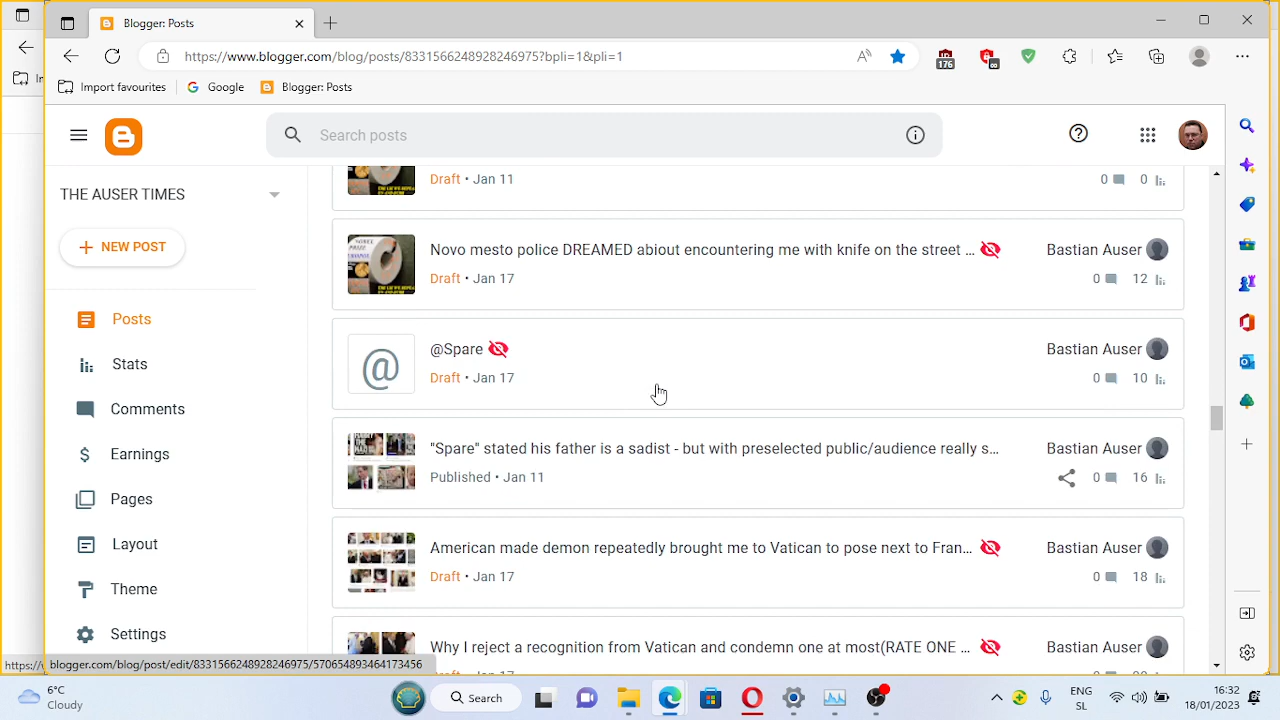 Blogger: Posts
https://www.blogger.com/blog/posts/8331566248928246975?bpli=1&pli=1
176
Import favourites
Google
Blogger: Posts
Search posts
THE AUSER TIMES
NEW POST
Posts
Stats
Comments
Earnings
Pages
Layout
Theme
Settings
Draft • Jan 11
0 0
Novo mesto police DREAMED abiout encountering me with knife on the street ...
Bastian Auser
Draft • Jan 17
0 12
@
@Spare
Bastian Auser
Draft • Jan 17
0 10
"Spare" stated his father is a sadist - but with preselected public/audience really s...
Bastian Auser
Published • Jan 11
0 16
American made demon repeatedly brought me to Vatican to pose next to Fran...
Bastian Auser
Draft • Jan 17
0 18
Why I reject a recognition from Vatican and condemn one at most(RATE ONE ...
Bastian Auser
blogger.com/blog/post/edit/8331566248928246975/570654893464173456
6°C
Cloudy
Search
ENG
SL
16:32
18/01/2023